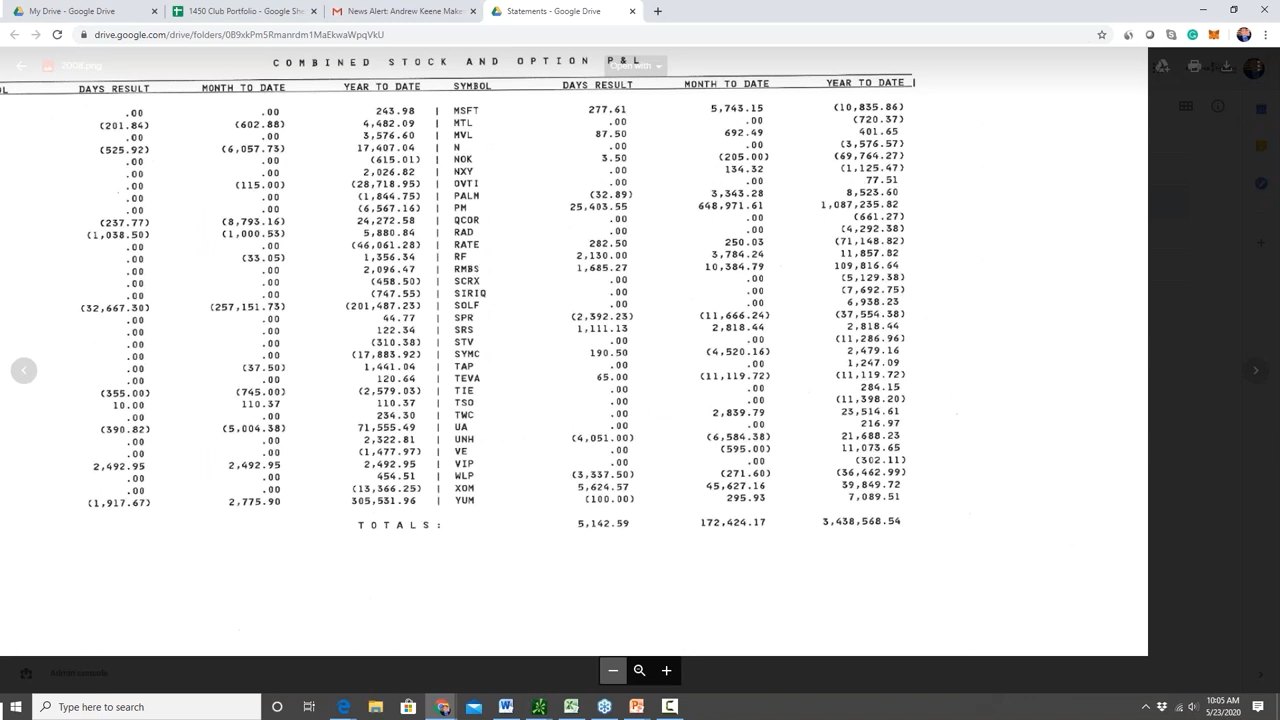 My Drive - Google Drive
1450 Club Portfolio - Google She
News Alert: Andrew Keene Make
Statements - Google Drive
drive.google.com/drive/folders/0B9xkPm5Rmanrdm1MaEkwaWpqVkU
2008.png
COMBINED STOCK AND OPTION P&L
Open with
OL DAYS RESULT MONTH TO DATE YEAR TO DATE SYMBOL DAYS RESULT MONTH TO DATE YEAR TO DATE |
.00 .00 243.98 | MSFT 277.61 5,743.15 (10,835.86)
(201.84) (602.88) 4,482.09 | MTL .00 .00 (720.37)
.00 .00 3,576.60 | MVL 87.50 692.49 401.65
(525.92) (6,057.73) 17,407.04 | N .00 .00 (3,576.57)
.00 .00 (615.01) | NOK 3.50 (205.00) (69,764.27)
.00 .00 2,026.82 | NXY .00 134.32 (1,125.47)
.00 (115.00) (28,718.95) | OVTI .00 .00 77.51
.00 .00 (1,844.75) | PALM (32.89) 3,343.28 8,523.60
.00 .00 (6,567.16) | PM 25,403.55 648,971.61 1,087,235.82
(237.77) (8,793.16) 24,272.58 | QCOR .00 .00 (661.27)
(1,038.50) (1,000.53) 5,880.84 | RAD .00 .00 (4,292.38)
.00 .00 (46,061.28) | RATE 282.50 250.03 (71,148.82)
.00 (33.05) 1,356.34 | RF 2,130.00 3,784.24 11,857.82
.00 .00 2,096.47 | RMBS 1,685.27 10,384.79 109,816.64
.00 .00 (458.50) | SCRX .00 .00 (5,129.38)
.00 .00 (747.55) | SIRIQ .00 .00 (7,692.75)
(32,667.30) (257,151.73) (201,487.23) | SOLF .00 .00 6,938.23
.00 .00 44.77 | SPR (2,392.23) (11,666.24) (37,554.38)
.00 .00 122.34 | SRS 1,111.13 2,818.44 2,818.44
.00 .00 (310.38) | STV .00 .00 (11,286.96)
.00 .00 (17,883.92) | SYMC 190.50 (4,520.16) 2,479.16
.00 (37.50) 1,441.04 | TAP .00 .00 1,247.09
.00 .00 120.64 | TEVA 65.00 (11,119.72) (11,119.72)
(355.00) (745.00) (2,579.03) | TIE .00 .00 284.15
10.00 110.37 110.37 | TSO .00 .00 (11,398.20)
.00 .00 234.30 | TWC .00 2,839.79 23,514.61
(390.82) (5,004.38) 71,555.49 | UA .00 .00 216.97
.00 .00 2,322.81 | UNH (4,051.00) (6,584.38) 21,688.23
.00 .00 (1,477.97) | VE .00 (595.00) 11,073.65
2,492.95 2,492.95 2,492.95 | VIP .00 .00 (302.11)
.00 .00 454.51 | WLP (3,337.50) (271.60) (36,462.99)
.00 .00 (13,366.25) | XOM 5,624.57 45,627.16 39,849.72
(1,917.67) 2,775.90 305,531.96 | YUM (100.00) 295.93 7,089.51
TOTALS: 5,142.59 172,424.17 3,438,568.54
Admin console
Type here to search
10:05 AM
5/23/2020